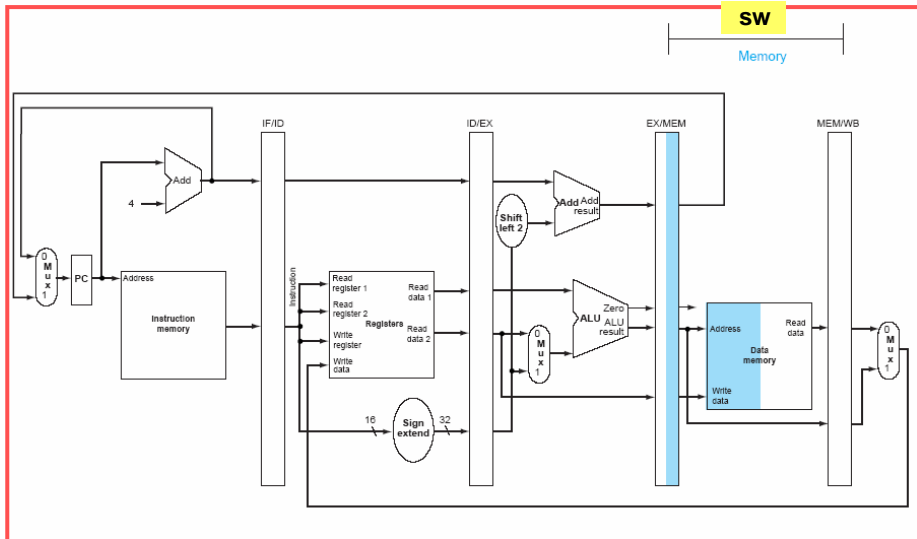 sw
Memory
IF/ID
ID/EX
EX/MEM
MEM/WB
Add
4
Shift
left 2
Add
Add
result
0
M
u
x
1
PC
Address
Instruction
memory
Instruction
Read
register 1
Read
register 2
Write
register
Write
data
Registers
Read
data 1
Read
data 2
0
M
u
x
1
Zero
ALU
ALU
result
Address
Write
data
Data
memory
Read
data
0
M
u
x
1
16
Sign
extend
32